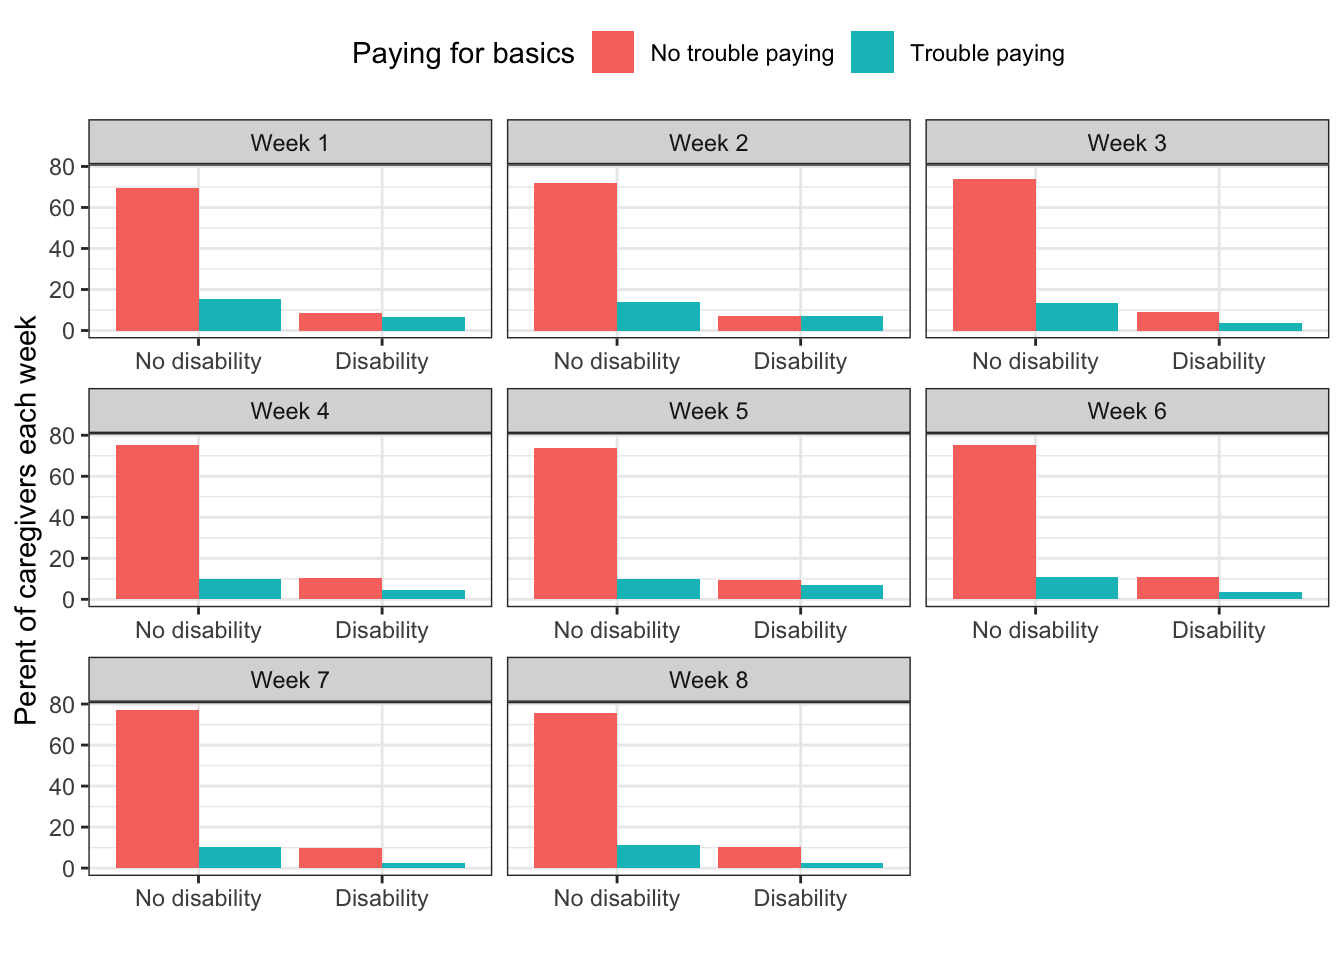 Paying for basics No trouble paying Trouble paying
Perent of caregivers each week
Week 1 Week 2 Week 3
80
60
40
20
0
No disability Disability No disability Disability No disability Disability
Week 4 Week 5 Week 6
80
60
40
20
0
No disability Disability No disability Disability No disability Disability
Week 7 Week 8
80
60
40
20
0
No disability Disability No disability Disability